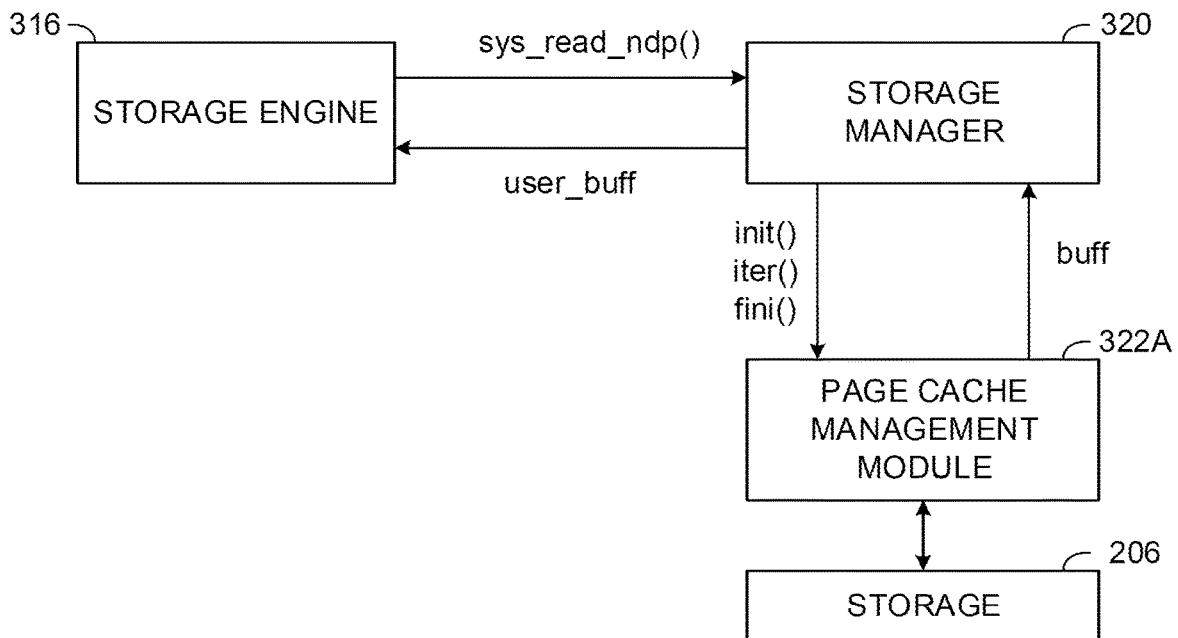 316
sys_read_ndp()
320
STORAGE ENGINE
STORAGE
MANAGER
user_buff
init()
iter()
fini()
buff
322A
PAGE CACHE
MANAGEMENT
MODULE
206
STORAGE